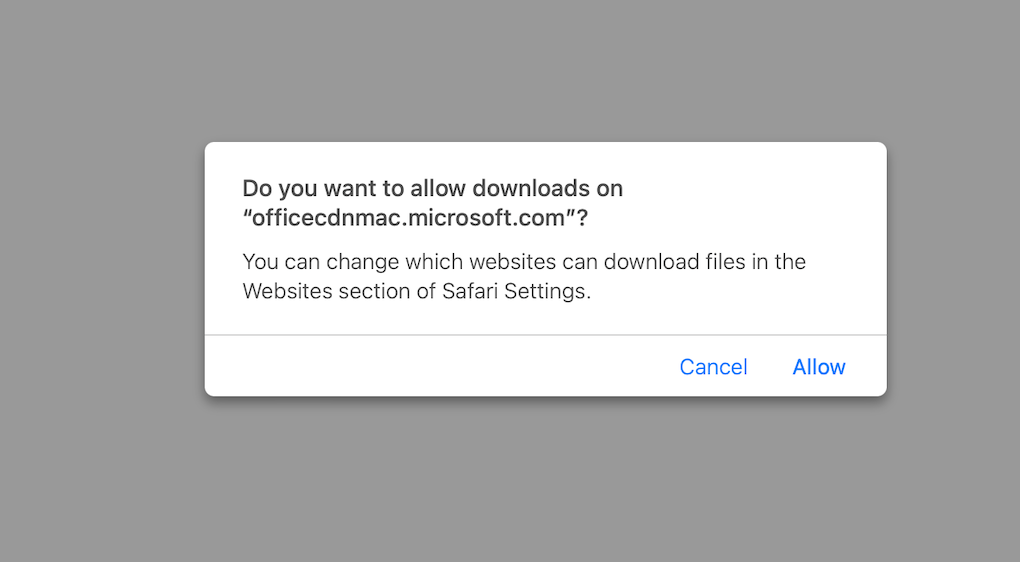 Do you want to allow downloads on
“officecdnmac.microsoft.com”?
You can change which websites can download files in the
Websites section of Safari Settings.
Cancel Allow